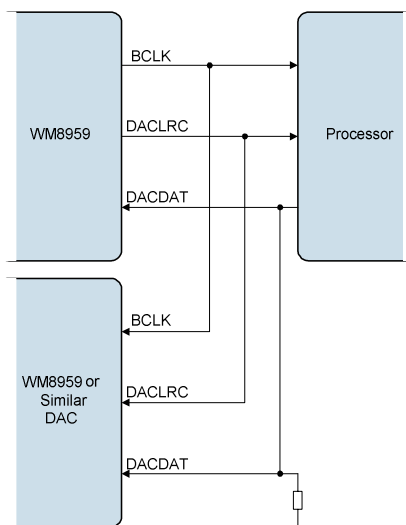 BCLK
WM8959
DACLRC
Processor
DACDAT
BCLK
WM8959 or
Similar
DAC
DACLRC
DACDAT